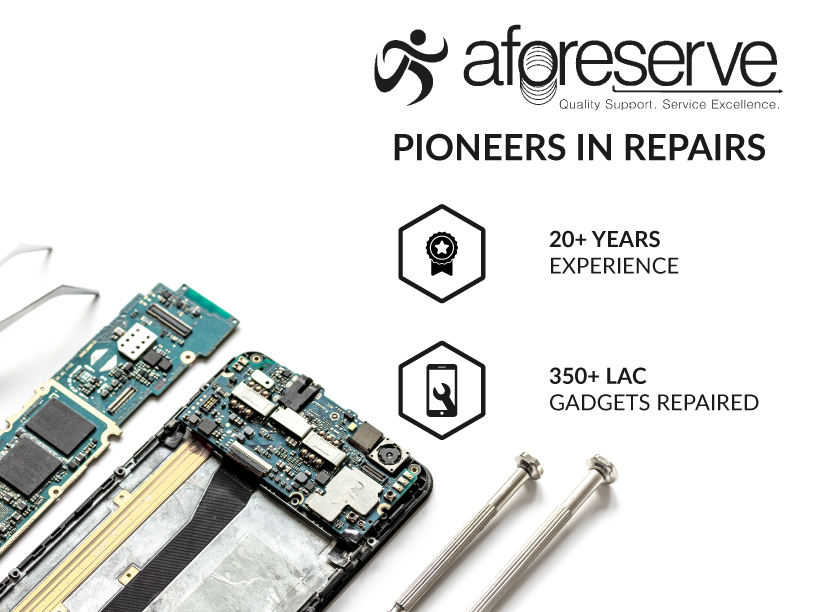 aforeserve
Quality Support. Service Excellence.
PIONEERS IN REPAIRS
20+ YEARS
EXPERIENCE
350+ LAC
GADGETS REPAIRED